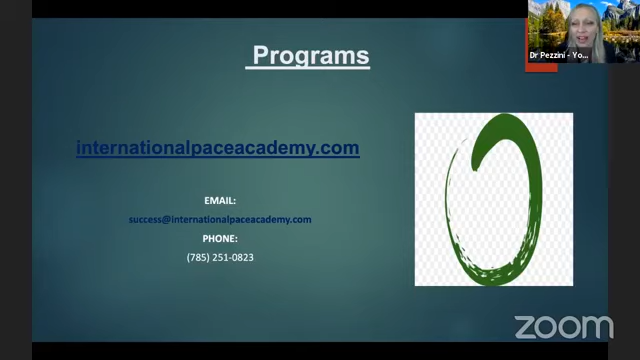 Programs
Dr Pezzini - Yo...
internationalpaceacademy.com
EMAIL:
success@internationalpaceacademy.com
PHONE:
(785) 251-0823
zoom